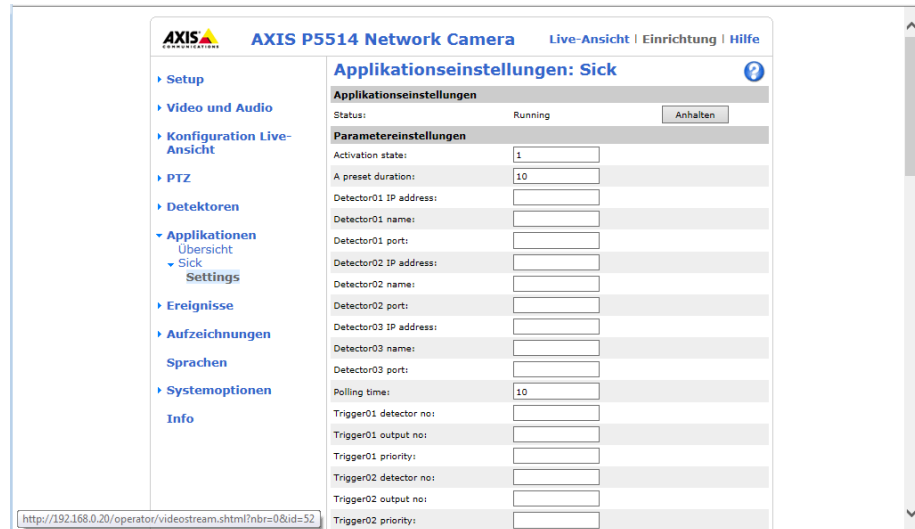 AXIS
COMMUNICATIONS
AXIS P5514 Network Camera
Live-Ansicht | Einrichtung | Hilfe
Setup
Video und Audio
Konfiguration Live-
Ansicht
PTZ
Detektoren
Applikationen
Übersicht
Sick
Settings
Ereignisse
Aufzeichnungen
Sprachen
Systemoptionen
Info
Applikationseinstellungen: Sick
?
Applikationseinstellungen
Status: Running Anhalten
Parametereinstellungen
Activation state: 1
A preset duration: 10
Detector01 IP address:
Detector01 name:
Detector01 port:
Detector02 IP address:
Detector02 name:
Detector02 port:
Detector03 IP address:
Detector03 name:
Detector03 port:
Polling time: 10
Trigger01 detector no:
Trigger01 output no:
Trigger01 priority:
Trigger02 detector no:
Trigger02 output no:
Trigger02 priority:
http://192.168.0.20/operator/videostream.shtml?nbr=0&id=52